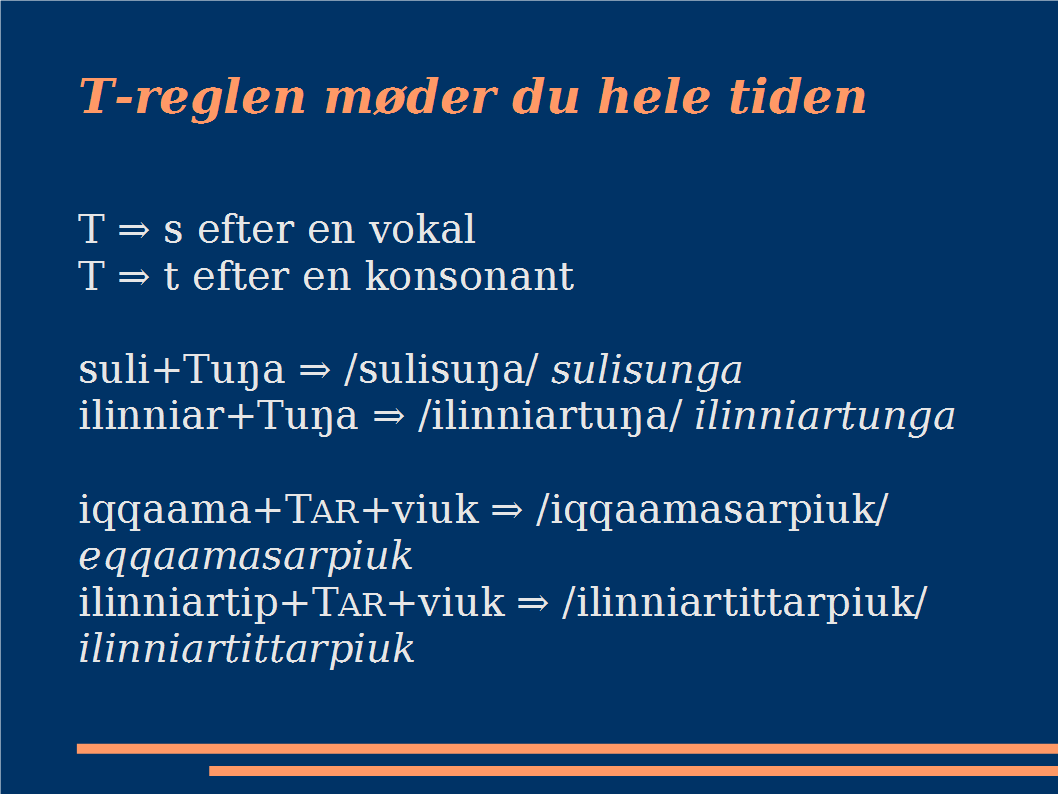 T-reglen møder du hele tiden
T ⇒ s efter en vokal
T ⇒ t efter en konsonant
suli+Tuŋa ⇒ /sulisuŋa/ sulisunga
ilinniar+Tuŋa ⇒ /ilinniartuŋa/ ilinniartunga
iqqaama+TAR+viuk ⇒ /iqqaamasarpiuk/
eqqaamasarpiuk
ilinniartip+TAR+viuk ⇒ /ilinniartittarpiuk/
ilinniartittarpiuk